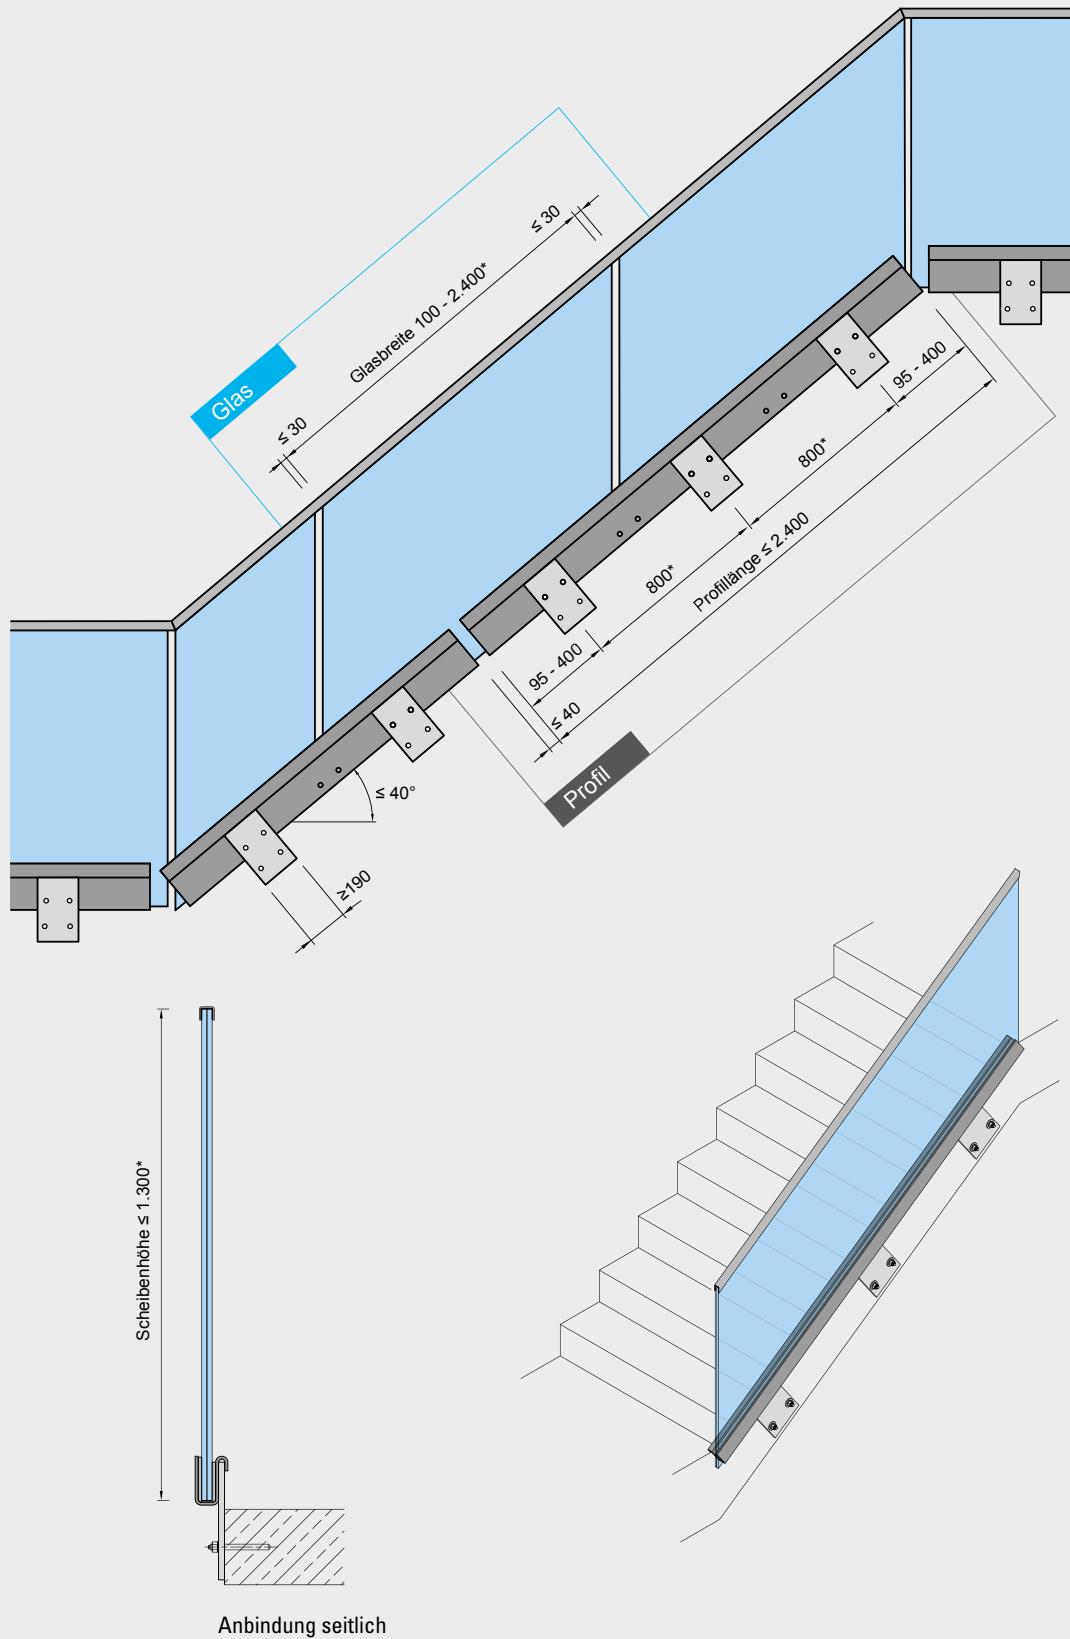 ≤ 30
Glasbreite 100 - 2.400*
Glas
≤ 30
95 - 400
800*
Profillänge ≤ 2.400
800*
95 - 400
≤ 40
Profil
≤ 40°
≥190
Scheibenhöhe ≤ 1.300*
Anbindung seitlich